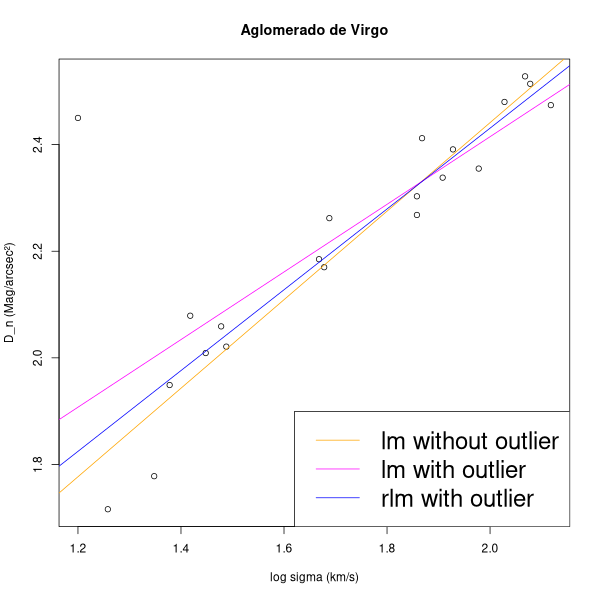 Aglomerado de Virgo
D_n (Mag/arcsec²)
2.4
2.2
2.0
1.8
lm without outlier
lm with outlier
rlm with outlier
1.2 1.4 1.6 1.8 2.0
log sigma (km/s)